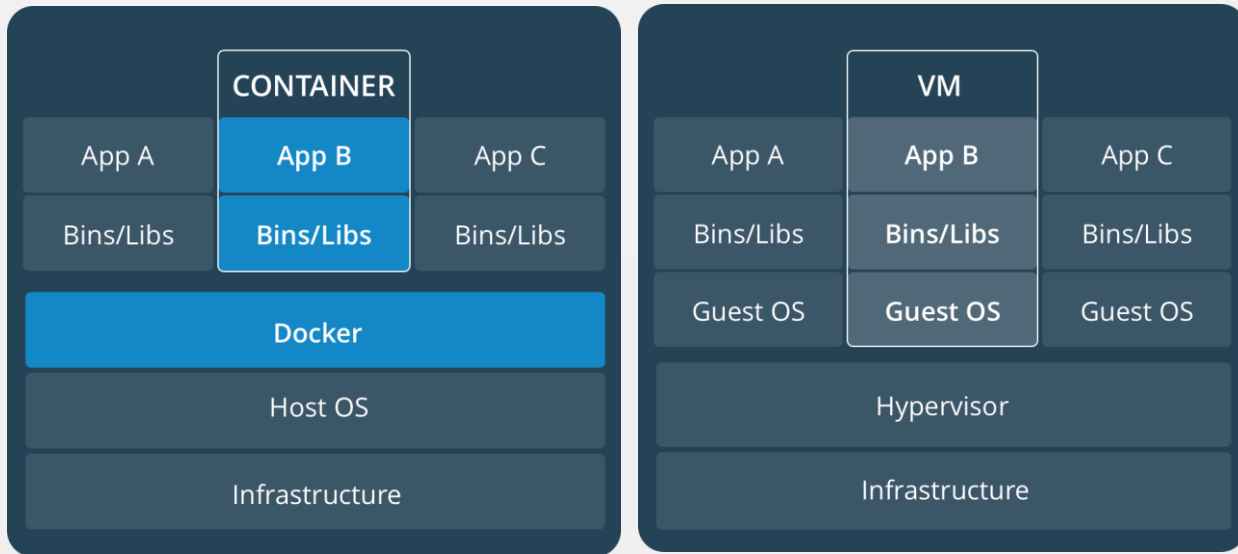 CONTAINER
App A
App B
App C
Bins/Libs
Bins/Libs
Bins/Libs
Docker
Host OS
Infrastructure
VM
App A
App B
App C
Bins/Libs
Bins/Libs
Bins/Libs
Guest OS
Guest OS
Guest OS
Hypervisor
Infrastructure